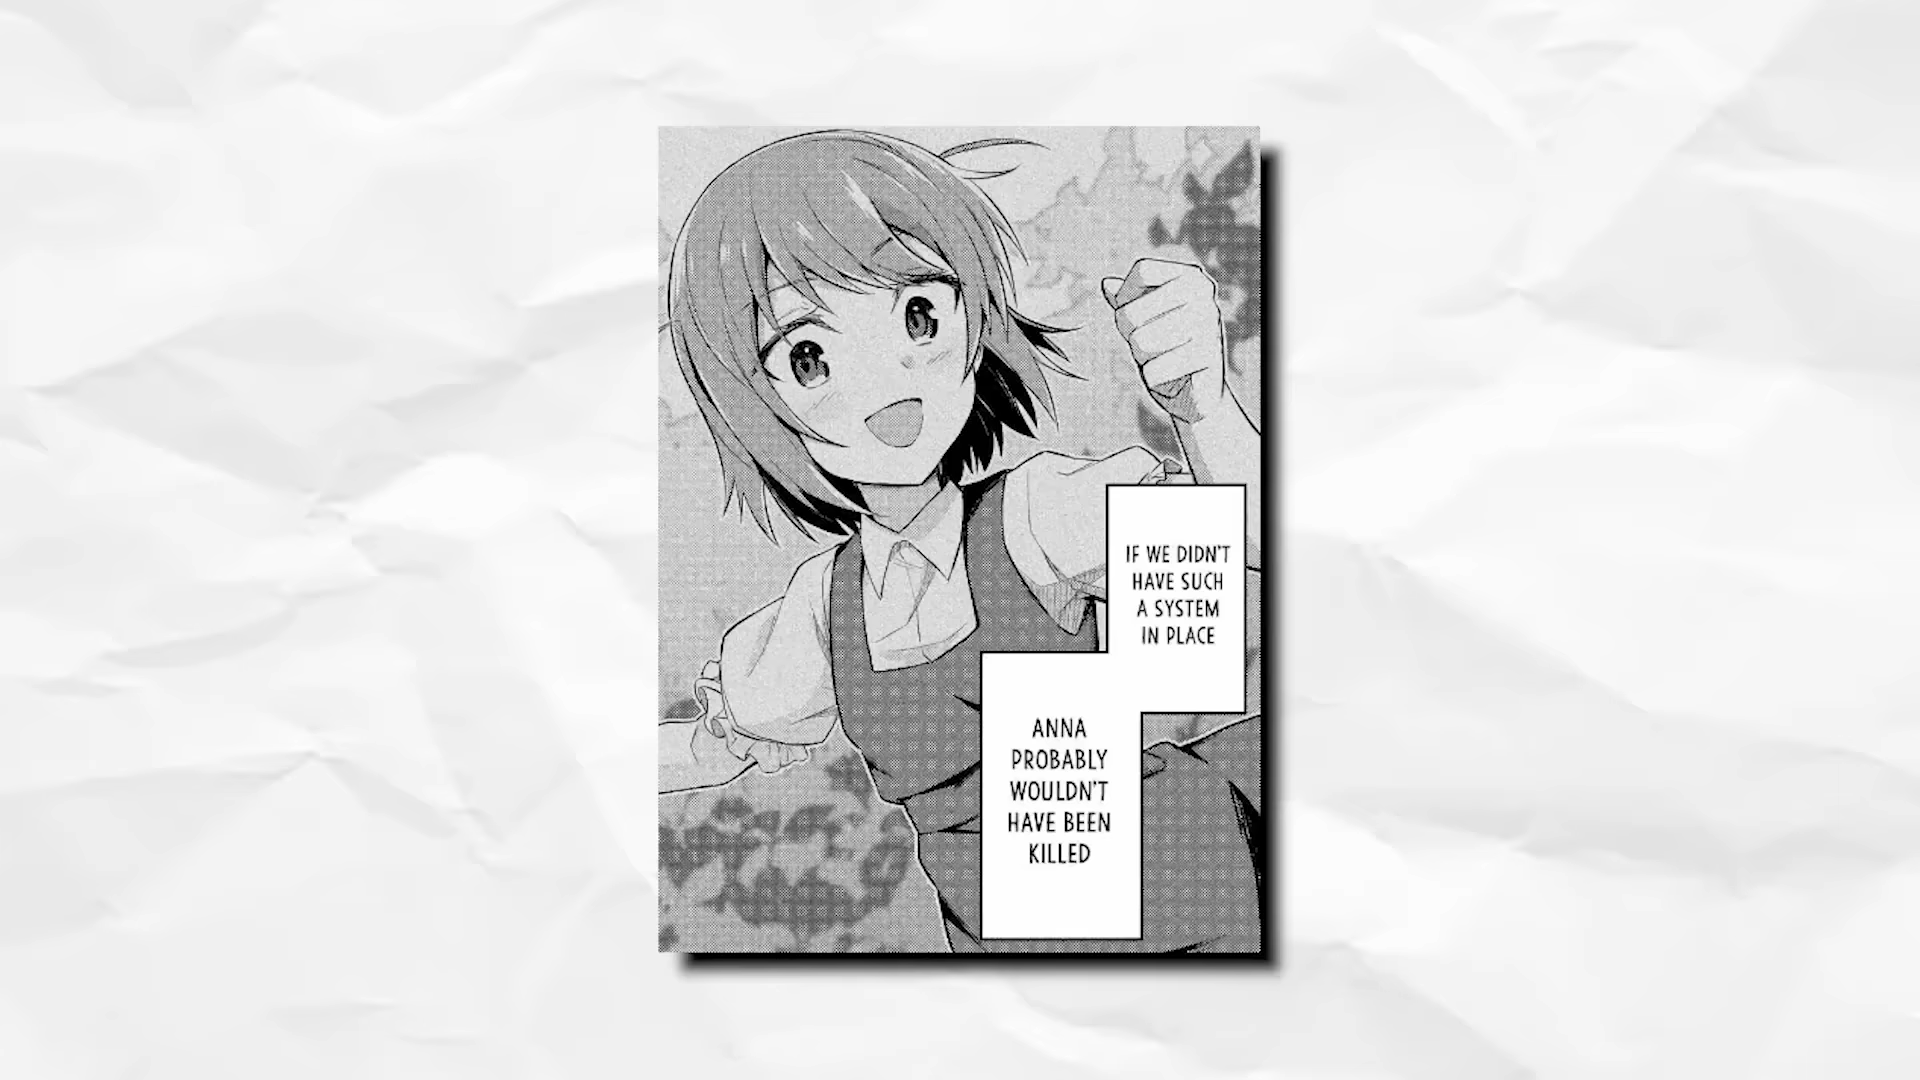 IF WE DIDN'T
HAVE SUCH
A SYSTEM
IN PLACE
ANNA
PROBABLY
WOULDN'T
HAVE BEEN
KILLED